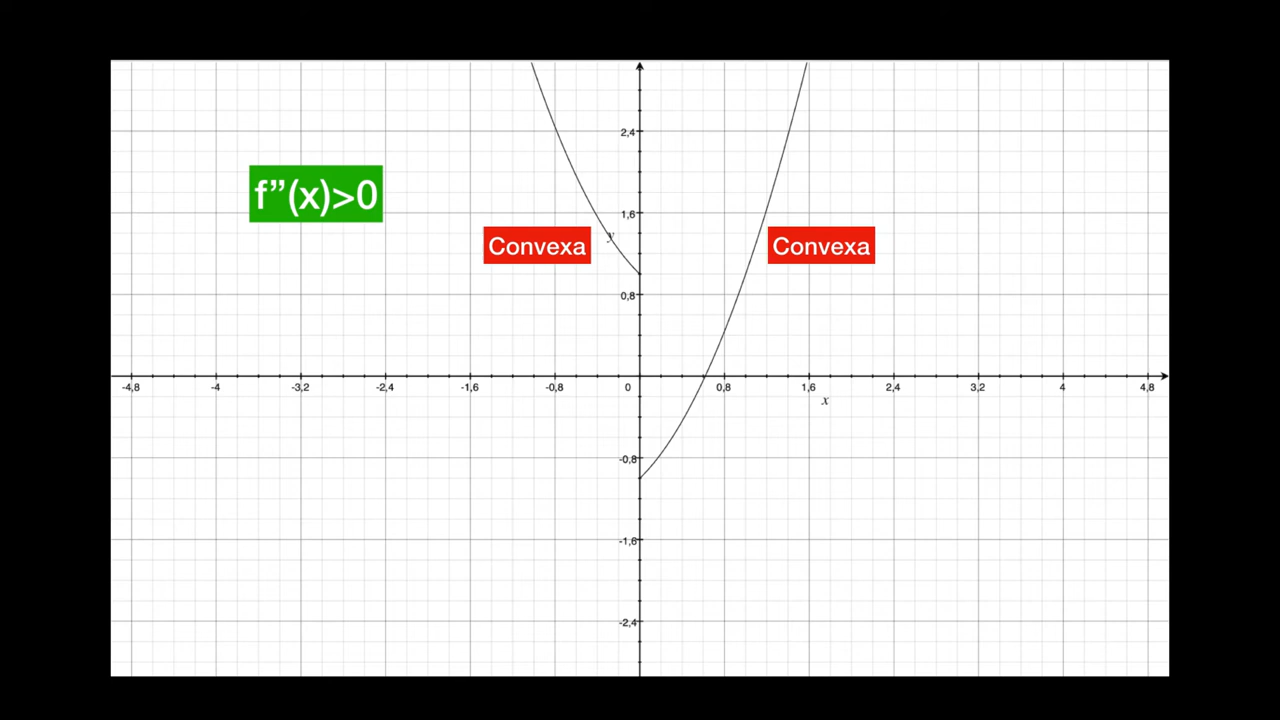 2,4
f”(x)>0
1,6
y
Convexa
Convexa
0,8
-4,8 -4 -3,2 -2,4 -1,6 -0,8 0 0,8 1,6 2,4 3,2 4 4,8
x
-0,8
-1,6
-2,4